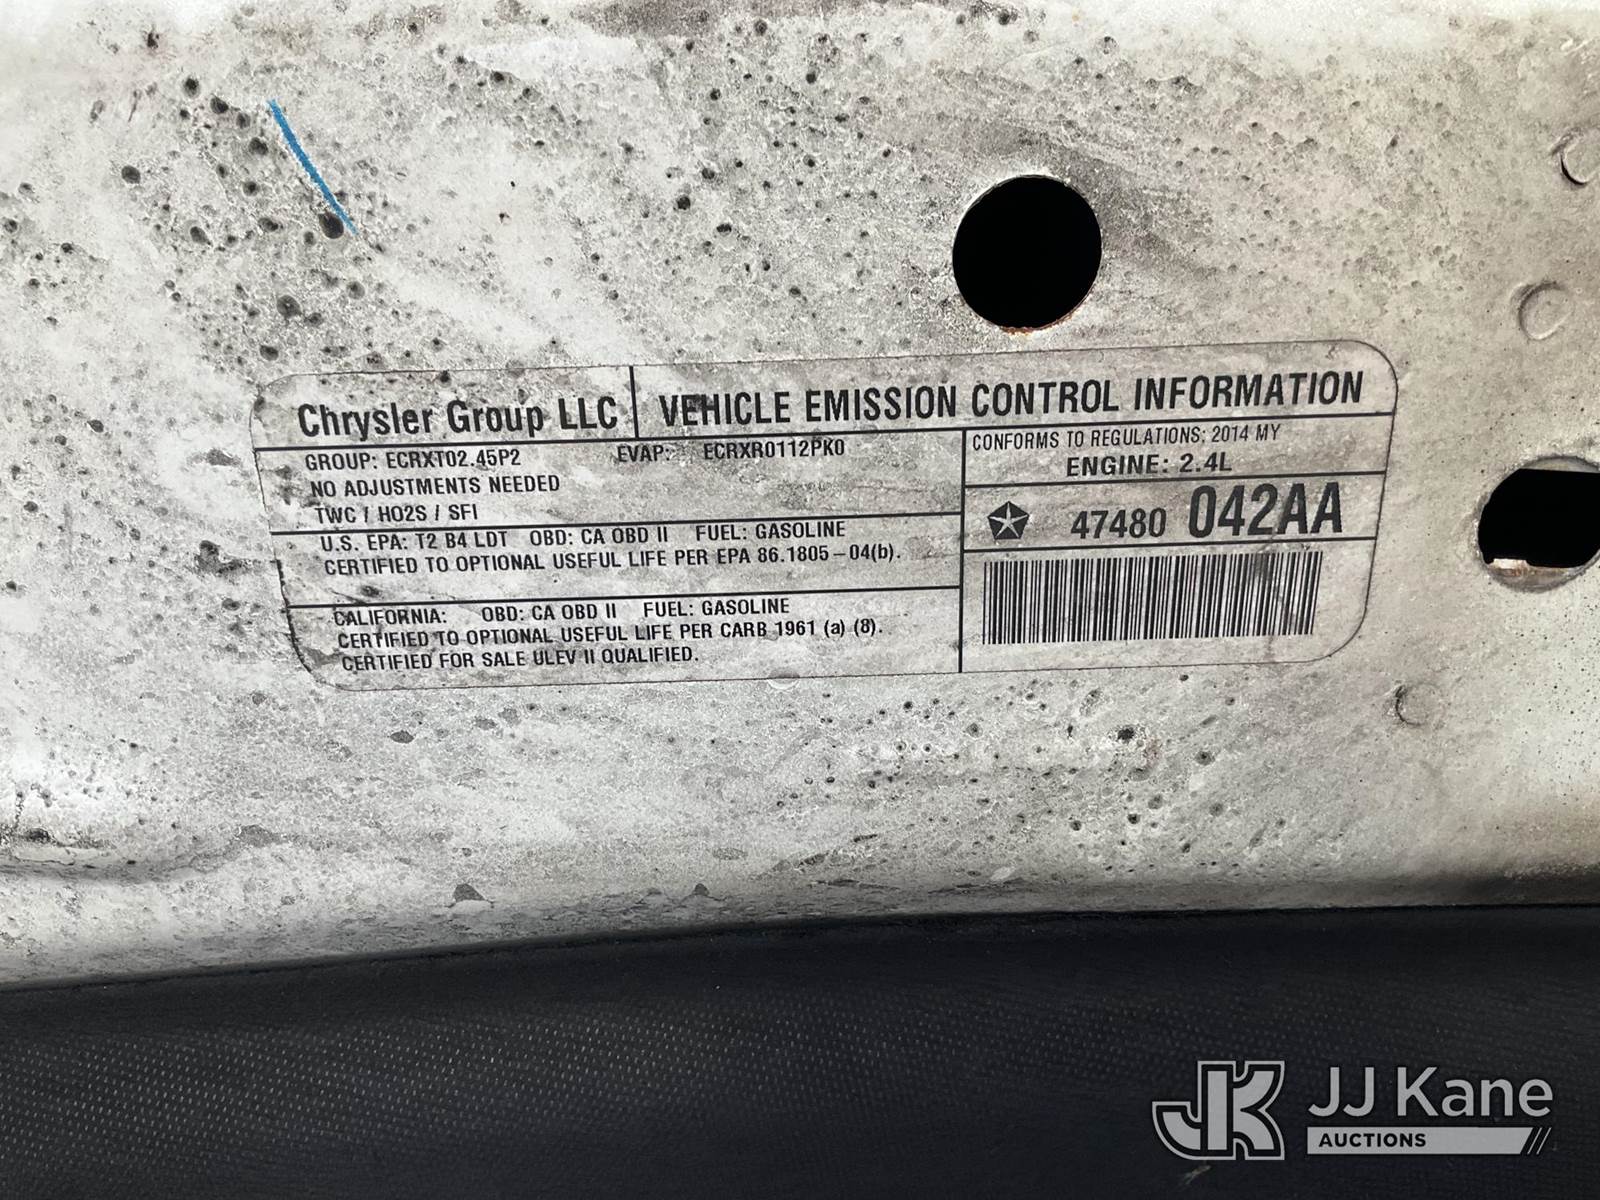 Chrysler Group LLC
VEHICLE EMISSION CONTROL INFORMATION
GROUP: ECRXT02.45P2 EVAP: ECRXR0112PK0
NO ADJUSTMENTS NEEDED
TWC / HO2S / SFI
U.S. EPA: T2 B4 LDT OBD: CA OBD II FUEL: GASOLINE
CERTIFIED TO OPTIONAL USEFUL LIFE PER EPA 86.1805-04(b).
CALIFORNIA: OBD: CA OBD II FUEL: GASOLINE
CERTIFIED TO OPTIONAL USEFUL LIFE PER CARB 1961 (a) (8).
CERTIFIED FOR SALE ULEV II QUALIFIED.
CONFORMS TO REGULATIONS: 2014 MY
ENGINE: 2.4L
47480 042AA
JK JJ Kane
AUCTIONS